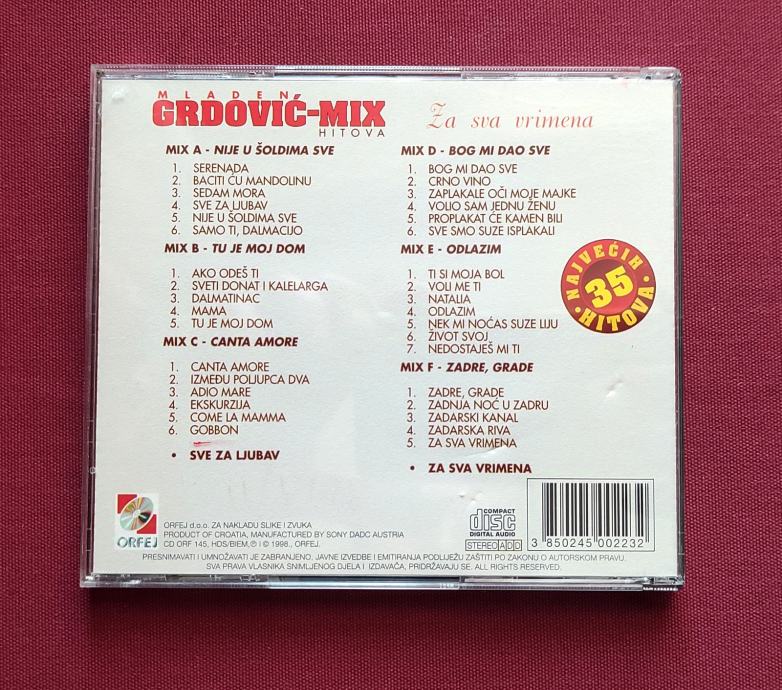 MLADEN
GRDOVIĆ-MIX
HITOVA
Za sva vrimena
MIX A - NIJE U ŠOLDIMA SVE
1. SERENADA
2. BACITI ĆU MANDOLINU
3. SEDAM MORA
4. SVE ZA LJUBAV
5. NIJE U ŠOLDIMA SVE
6. SAMO TI, DALMACIJO
MIX B - TU JE MOJ DOM
1. AKO ODEŠ TI
2. SVETI DONAT I KALELARGA
3. DALMATINAC
4. MAMA
5. TU JE MOJ DOM
MIX C - CANTA AMORE
1. CANTA AMORE
2. IZMEĐU POLJUPCA DVA
3. ADIO MARE
4. EKSKURZIJA
5. COME LA MAMMA
6. GOBBON
• SVE ZA LJUBAV
MIX D - BOG MI DAO SVE
1. BOG MI DAO SVE
2. CRNO VINO
3. ZAPLAKALE OČI MOJE MAJKE
4. VOLIO SAM JEDNU ŽENU
5. PROPLAKAT ĆE KAMEN BILI
6. SVE SMO SUZE ISPLAKALI
MIX E - ODLAZIM
1. TI SI MOJA BOL
2. VOLI ME TI
3. NATALIA
4. ODLAZIM
5. NEK MI NOĆAS SUZE LIJU
6. ŽIVOT SVOJ
7. NEDOSTAJEŠ MI TI
MIX F - ZADRE, GRADE
1. ZADRE, GRADE
2. ZADNJA NOĆ U ZADRU
3. ZADARSKI KANAL
4. ZADARSKA RIVA
5. ZA SVA VRIMENA
• ZA SVA VRIMENA
NAJVEĆIH
35
HITOVA
ORFEJ
ORFEJ d.o.o. ZA NAKLADU SLIKE I ZVUKA
PRODUCT OF CROATIA, MANUFACTURED BY SONY DADC AUSTRIA
CD ORF 145, HDS/BIEM, ℗ i © 1998., ORFEJ.
COMPACT
disc
DIGITAL AUDIO
STEREO ADD
3 850245 002232
PRESNIMAVATI I UMNOŽAVATI JE ZABRANJENO, JAVNE IZVEDBE I EMITIRANJA PODLIJEŽU ZAŠTITI PO ZAKONU O AUTORSKOM PRAVU.
SVA PRAVA VLASNIKA SNIMLJENOG DJELA I IZDAVAČA, PRIDRŽAVAJU SE. ALL RIGHTS RESERVED.